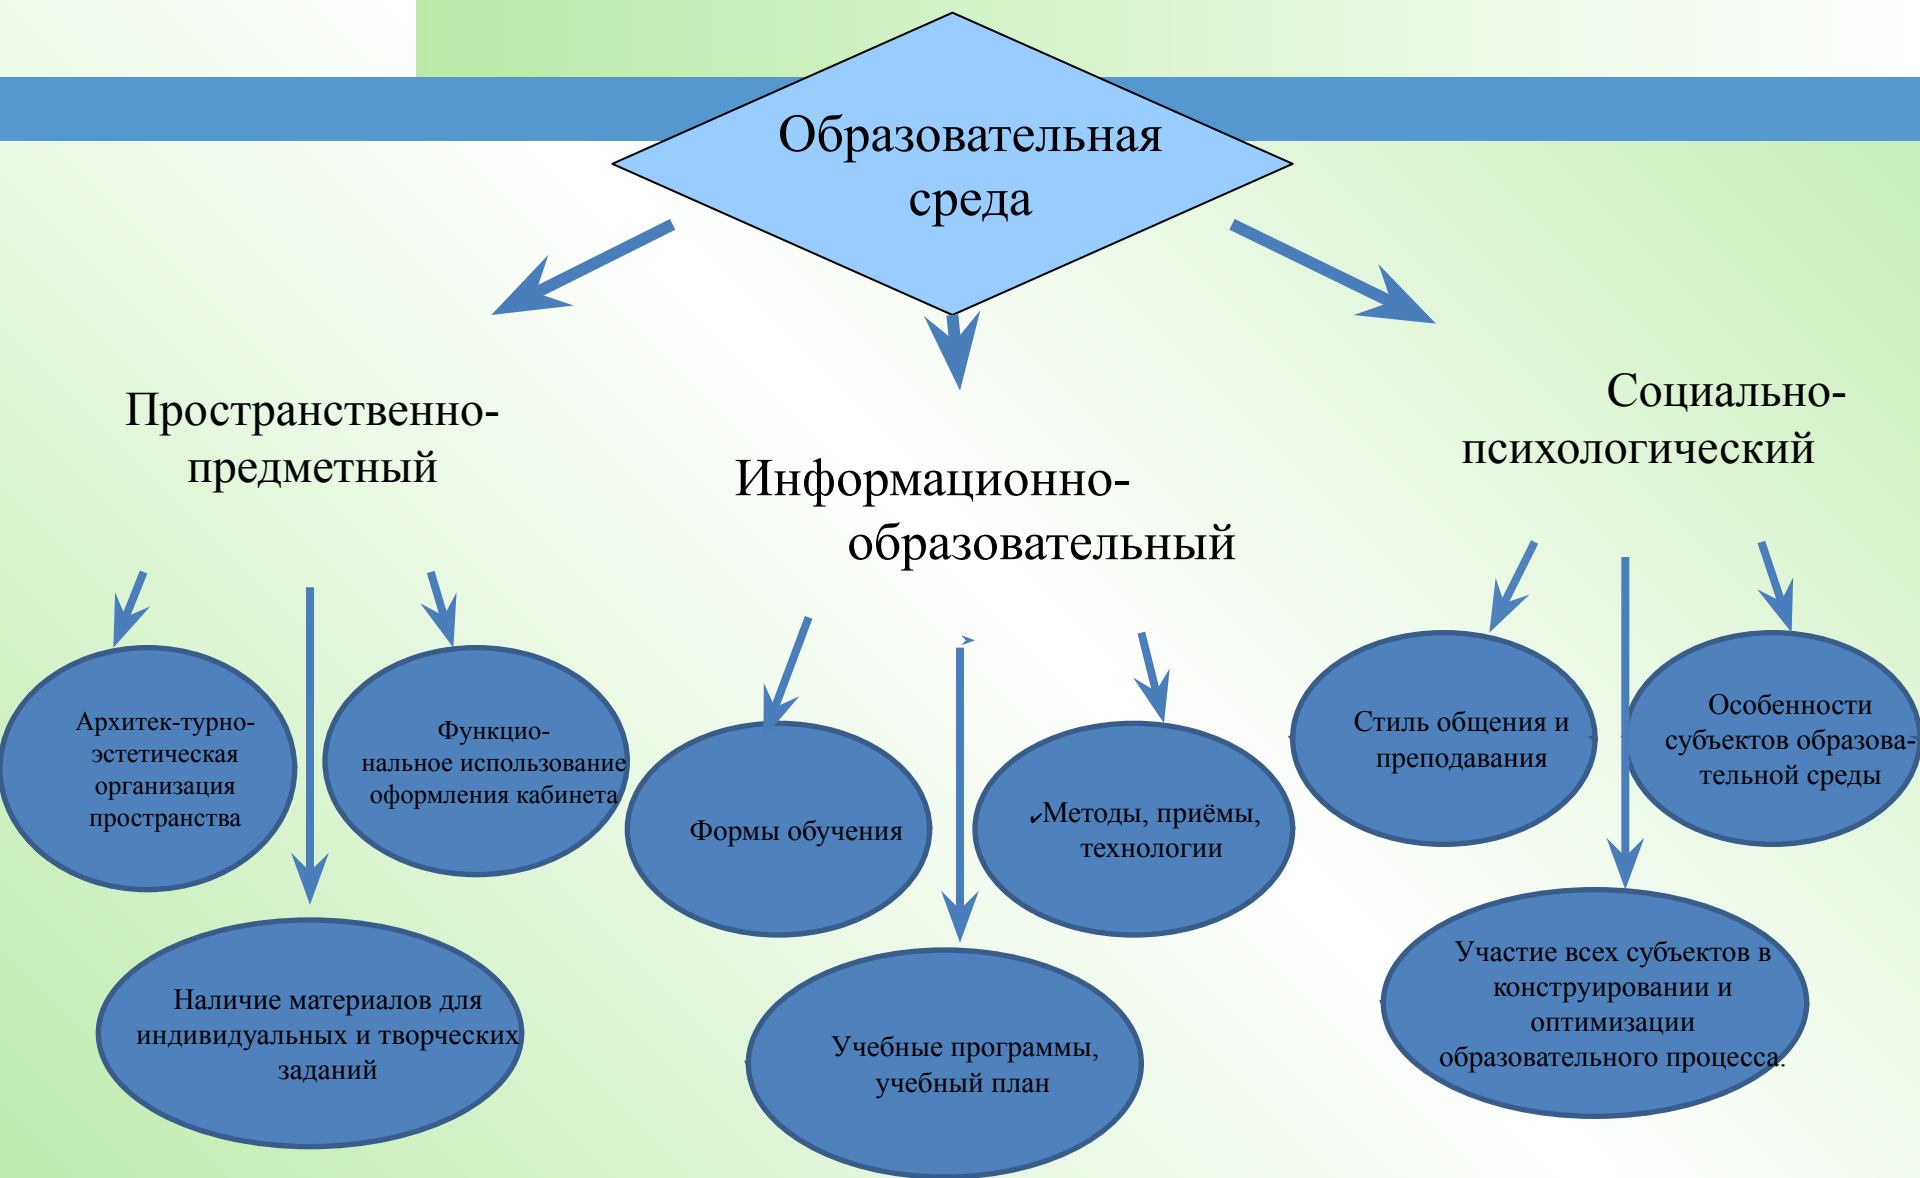 Образовательная
среда
Пространственно-
предметный
Информационно-
образовательный
Социально-
психологический
Архитек-турно-
эстетическая
организация
пространства
Функцио-
нальное использование
оформления кабинета
Наличие материалов для
индивидуальных и творческих
заданий
Формы обучения
✔Методы, приёмы,
технологии
Учебные программы,
учебный план
Стиль общения и
преподавания
Особенности
субъектов образова-
тельной среды
Участие всех субъектов в
конструировании и
оптимизации
образовательного процесса.